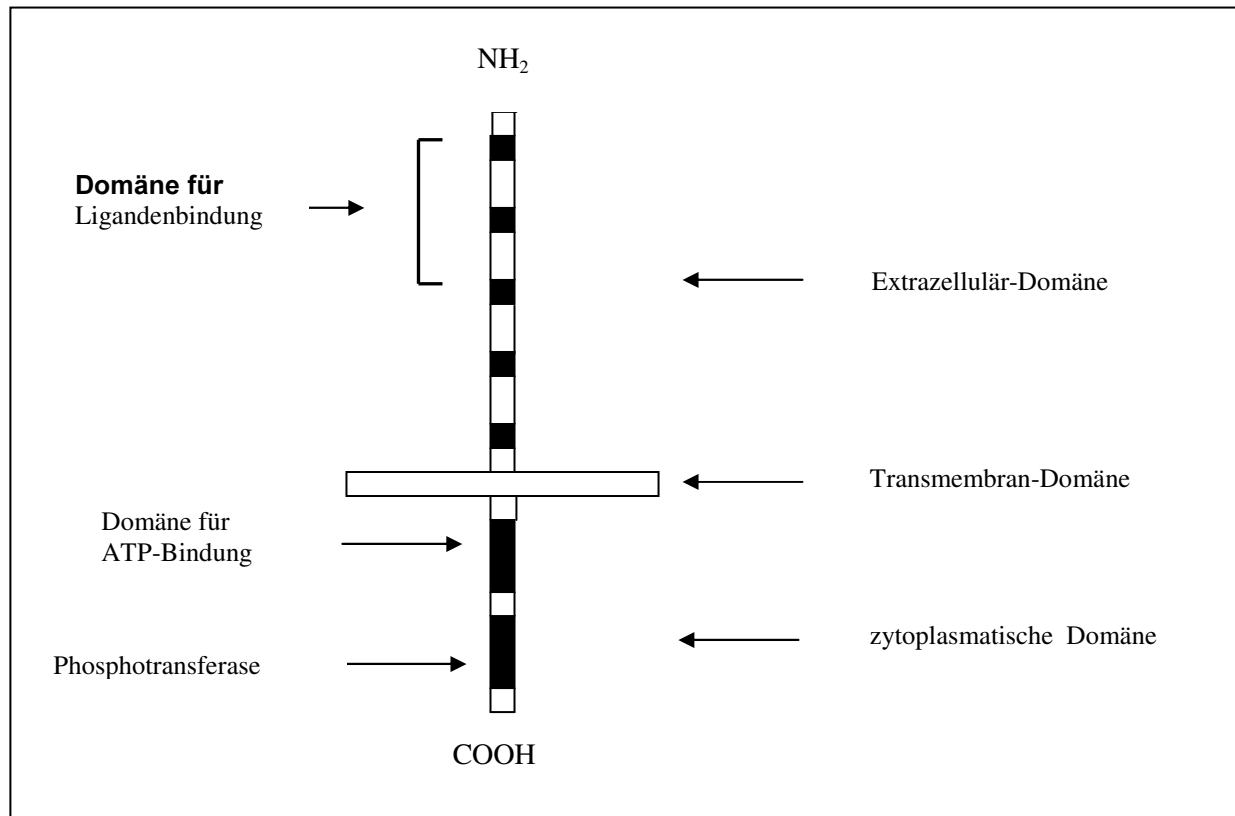 NH₂
Domäne für
Ligandenbindung
Extrazellulär-Domäne
Transmembran-Domäne
Domäne für
ATP-Bindung
zytoplasmatische Domäne
Phosphotransferase
COOH